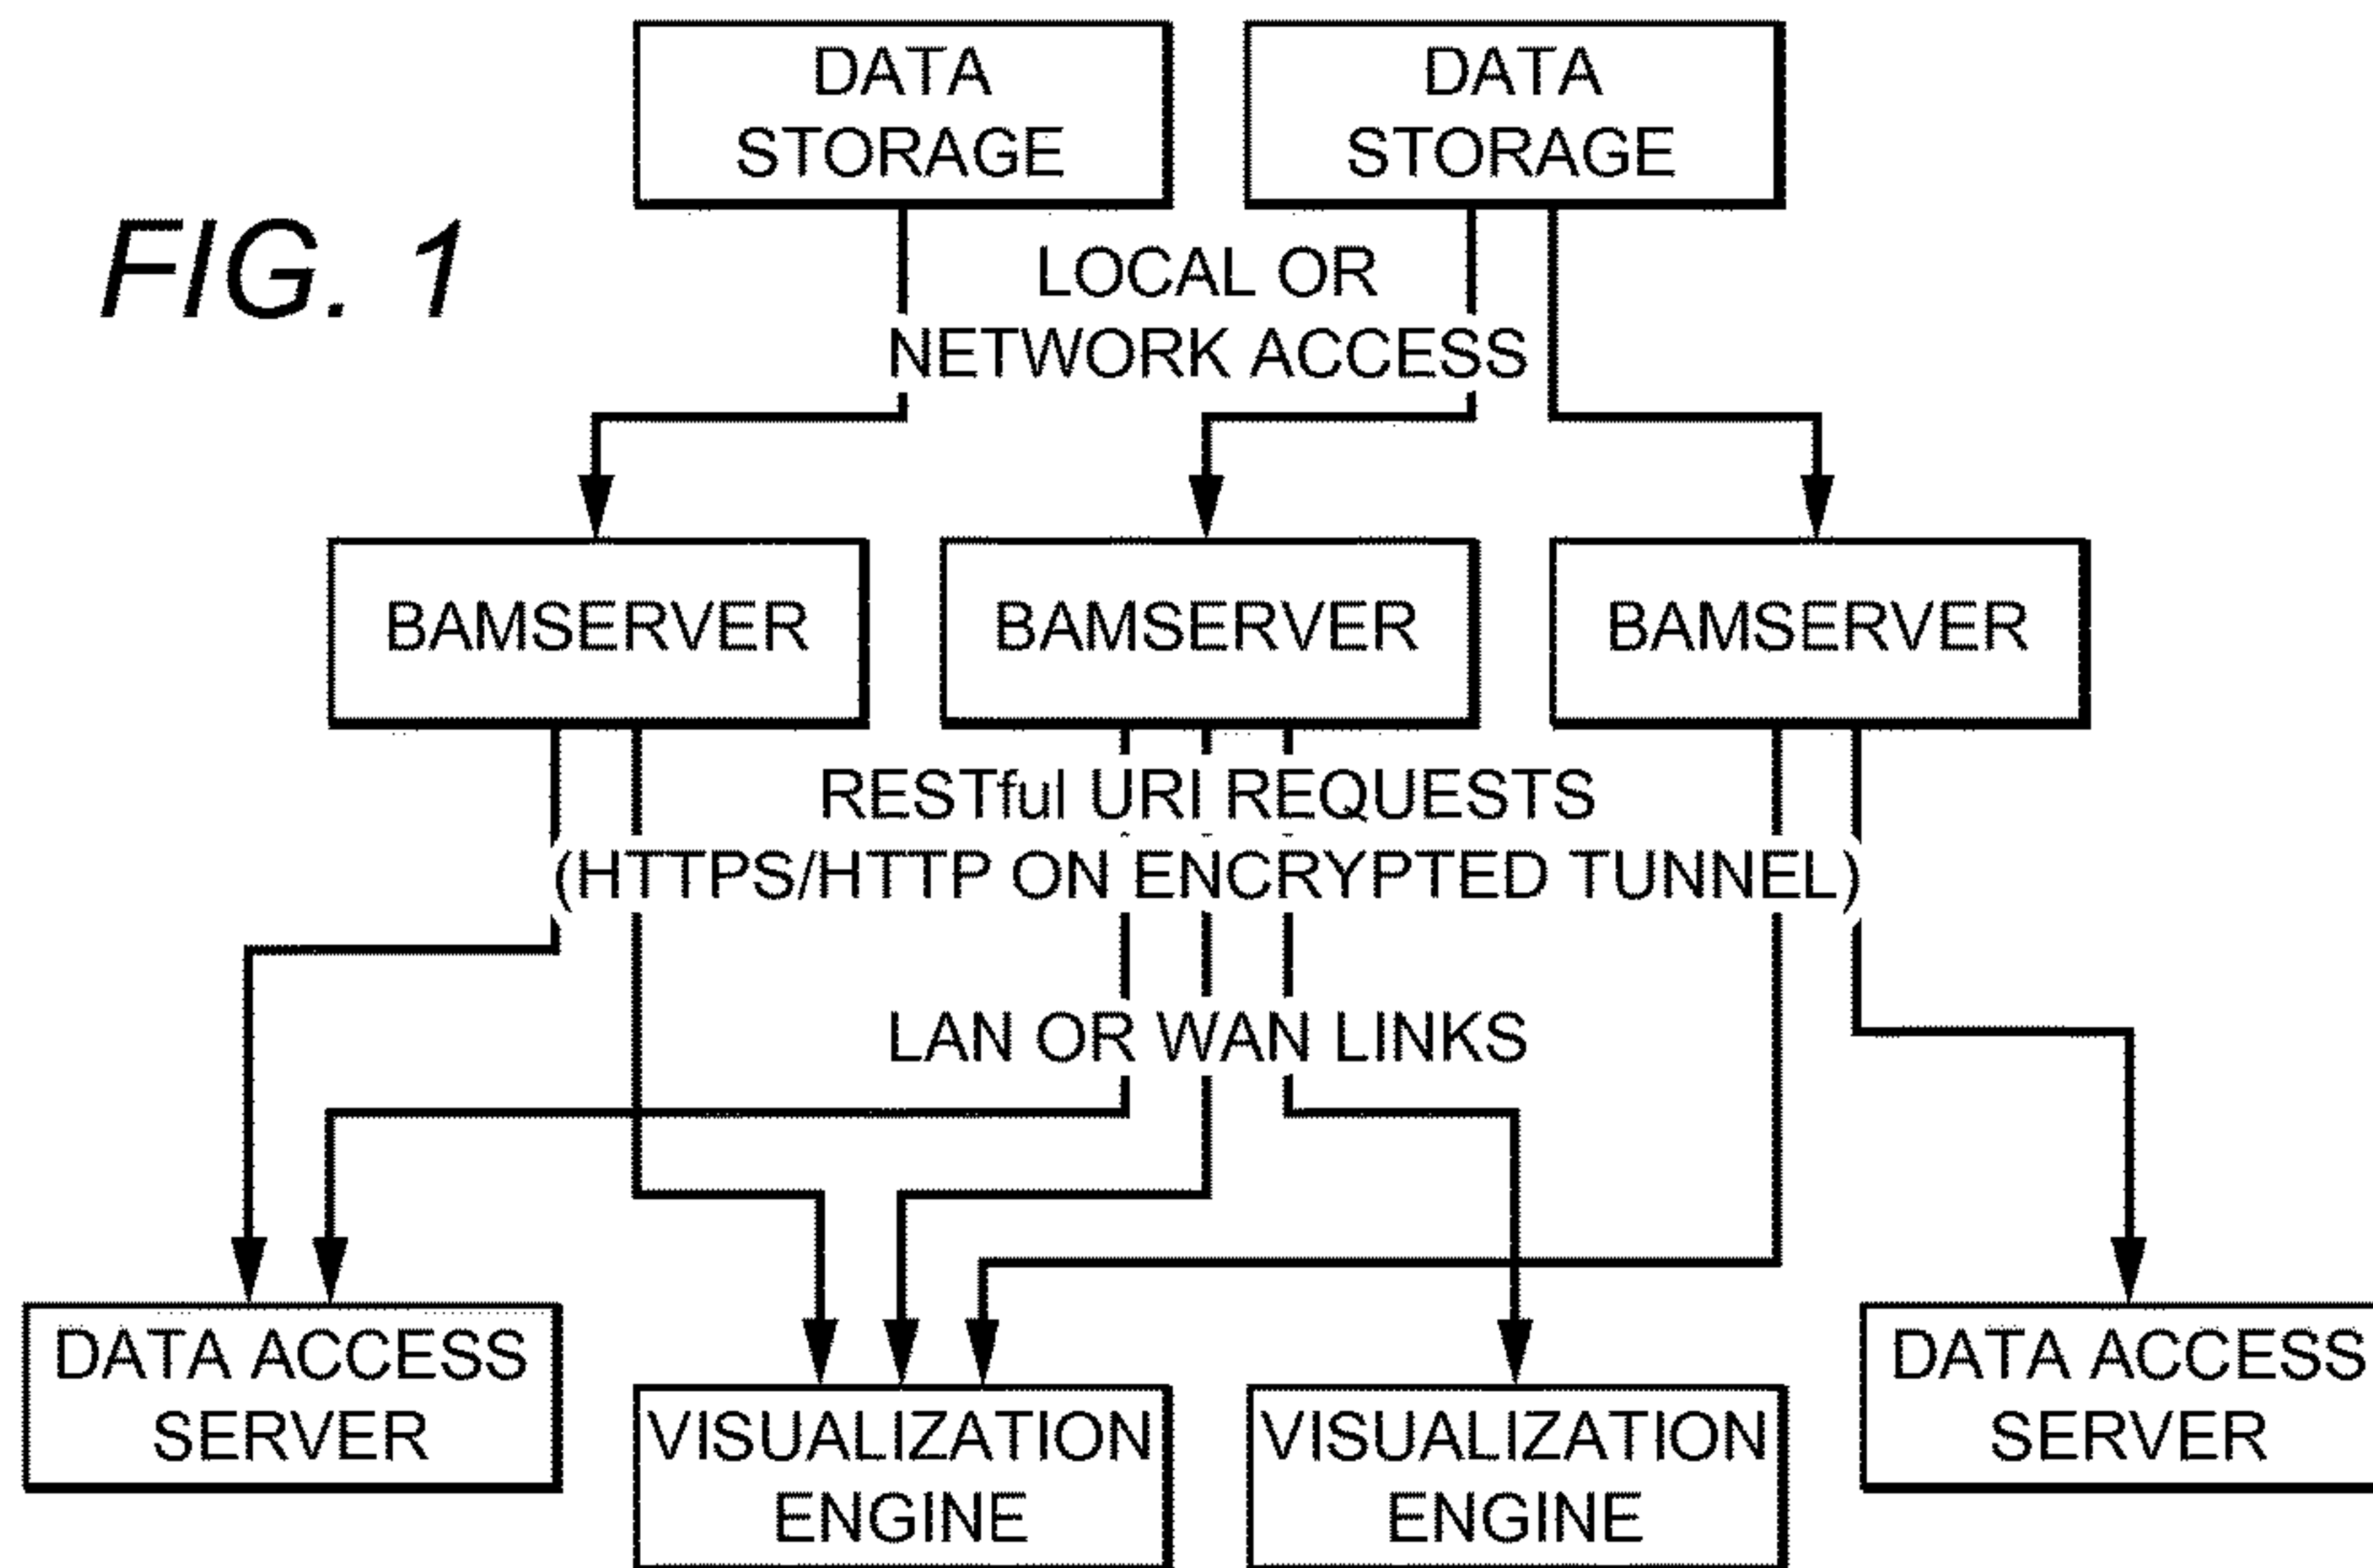 FIG. 1
DATA
STORAGE
DATA
STORAGE
LOCAL OR
NETWORK ACCESS
BAMSERVER
BAMSERVER
BAMSERVER
RESTful URI REQUESTS
(HTTPS/HTTP ON ENCRYPTED TUNNEL)
LAN OR WAN LINKS
DATA ACCESS
SERVER
VISUALIZATION
ENGINE
VISUALIZATION
ENGINE
DATA ACCESS
SERVER